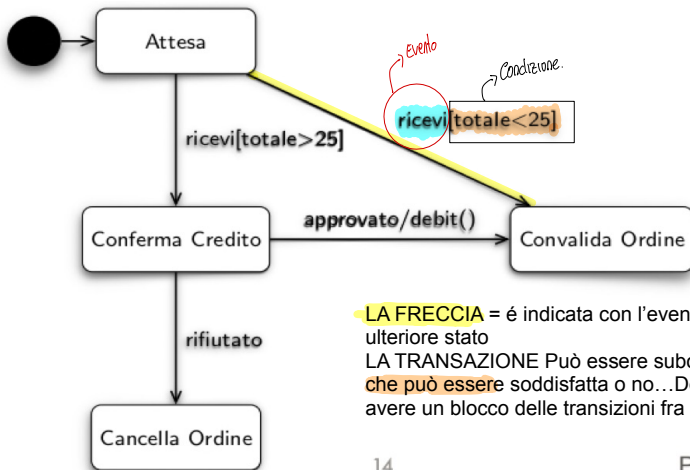 Attesa
Evento
Condizione.
ricevi[totale<25]
ricevi[totale>25]
approvato/debit()
Conferma Credito
Convalida Ordine
LA FRECCIA = é indicata con l'even
ulteriore stato
LA TRANSAZIONE Può essere subo
che può essere soddisfatta o no…De
avere un blocco delle transizioni fra
rifiutato
Cancella Ordine
14